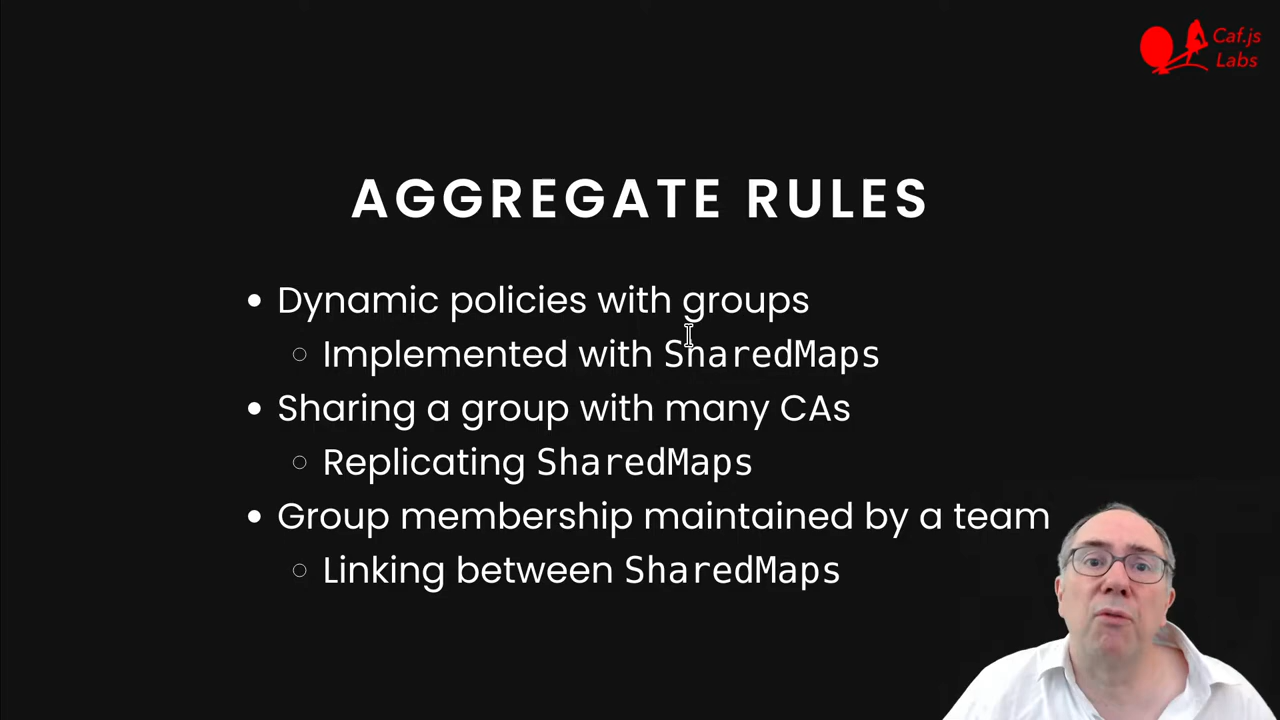 Caf.js
Labs
AGGREGATE RULES
Dynamic policies with groups
Implemented with SharedMaps
Sharing a group with many CAs
Replicating SharedMaps
Group membership maintained by a team
Linking between SharedMaps